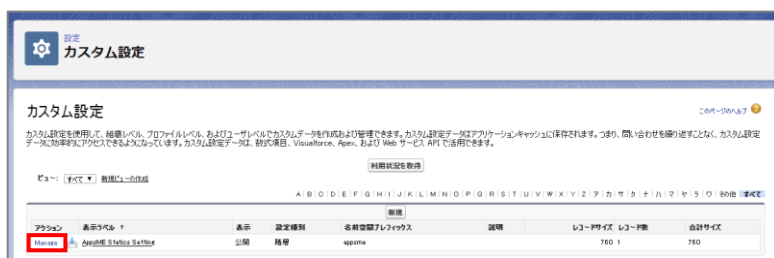 設定
カスタム設定
カスタム設定
このページのヘルプ
カスタム設定を使用して、組織レベル、プロファイルレベル、およびユーザレベルでカスタムデータを作成および管理できます。カスタム設定データはアプリケーションキャッシュに保存されます。つまり、問い合わせを繰り返すことなく、カスタム設定
データに効率的にアクセスできるようになっています。カスタム設定データは、数式項目、Visualforce、Apex、および Web サービス API で活用できます。
利用状況を取得
ビュー: すべて 新規ビューの作成
A | B | C | D | E | F | G | H | I | J | K | L | M | N | O | P | Q | R | S | T | U | V | W | X | Y | Z | ア | カ | サ | タ | ナ | ハ | マ | ヤ | ラ | ワ | その他 すべて
新規
アクション 表示ラベル ↑ 表示 設定種別 名前空間プレフィックス 説明 レコードサイズ レコード数 合計サイズ
Manage AppsME Statics Setting 公開 階層 appsme 760 1 760